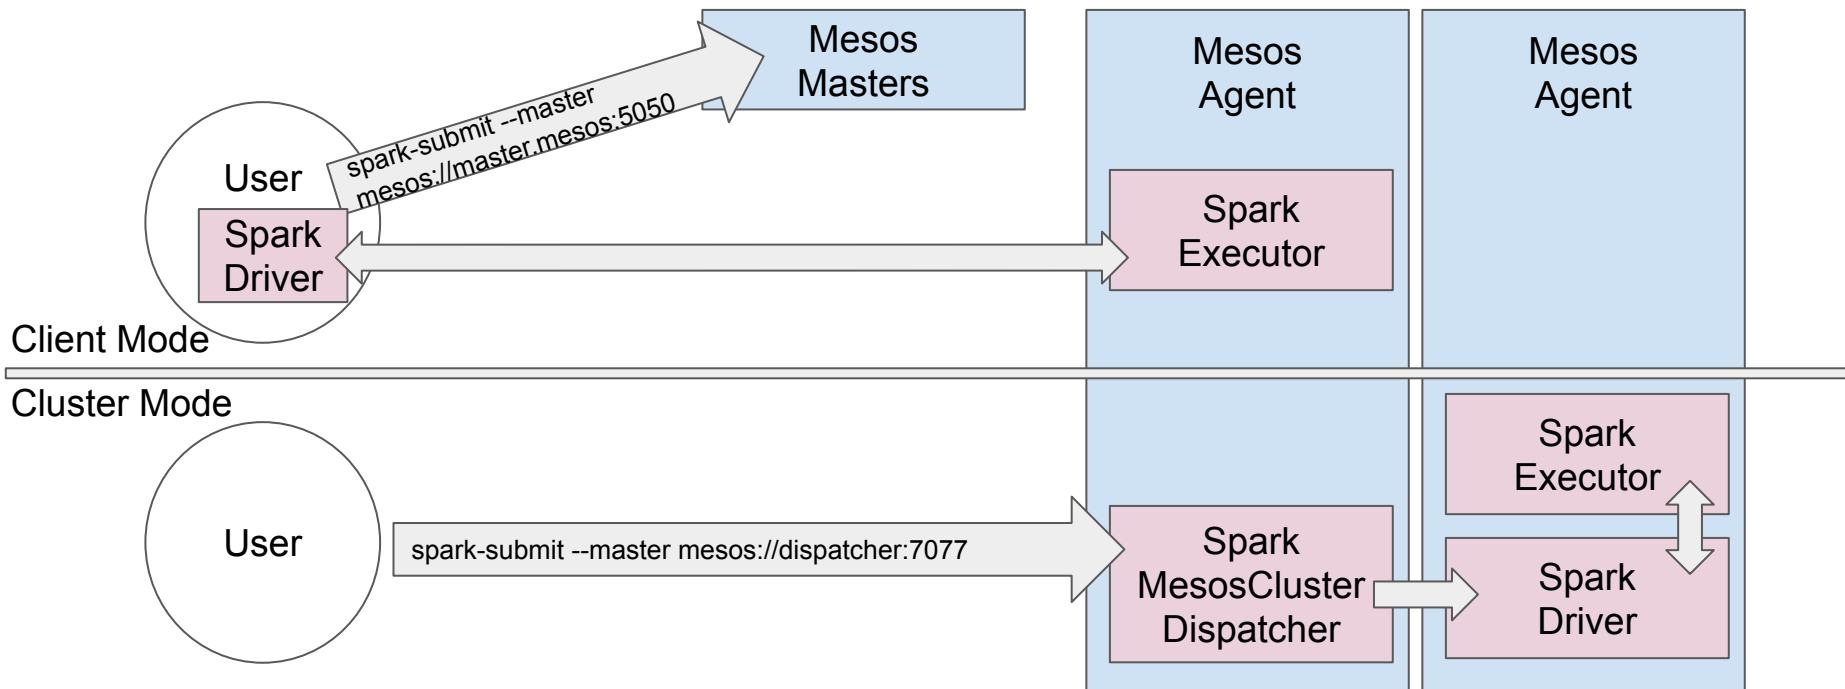 Mesos
Masters
Mesos
Agent
Mesos
Agent
spark-submit --master
mesos://master.mesos:5050
User
Spark
Driver
Spark
Executor
Client Mode
Cluster Mode
User
spark-submit --master mesos://dispatcher:7077
Spark
MesosCluster
Dispatcher
Spark
Executor
Spark
Driver